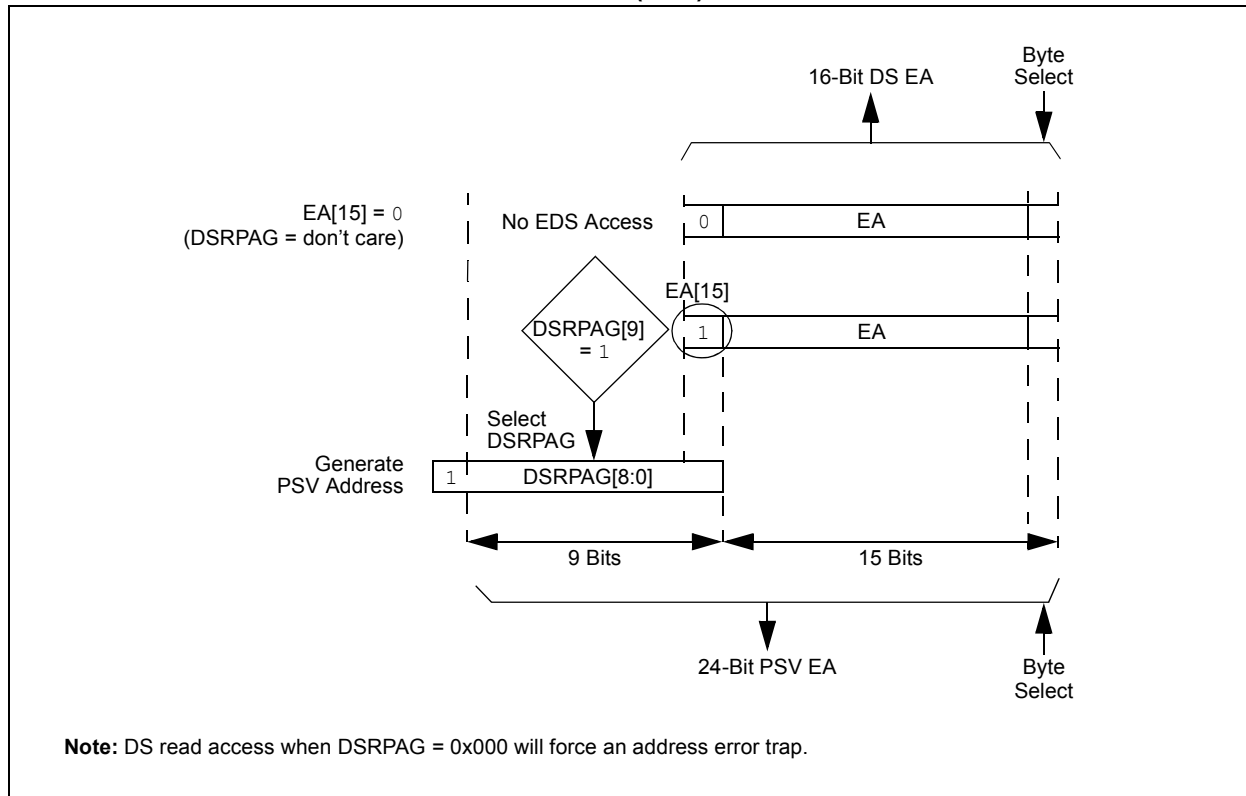 16-Bit DS EA
Byte
Select
EA[15] = 0
(DSRPAG = don't care)
No EDS Access
0
EA
EA[15]
DSRPAG[9]
= 1
1
EA
Select
DSRPAG
Generate
PSV Address
1
DSRPAG[8:0]
9 Bits
15 Bits
24-Bit PSV EA
Byte
Select
Note: DS read access when DSRPAG = 0x000 will force an address error trap.